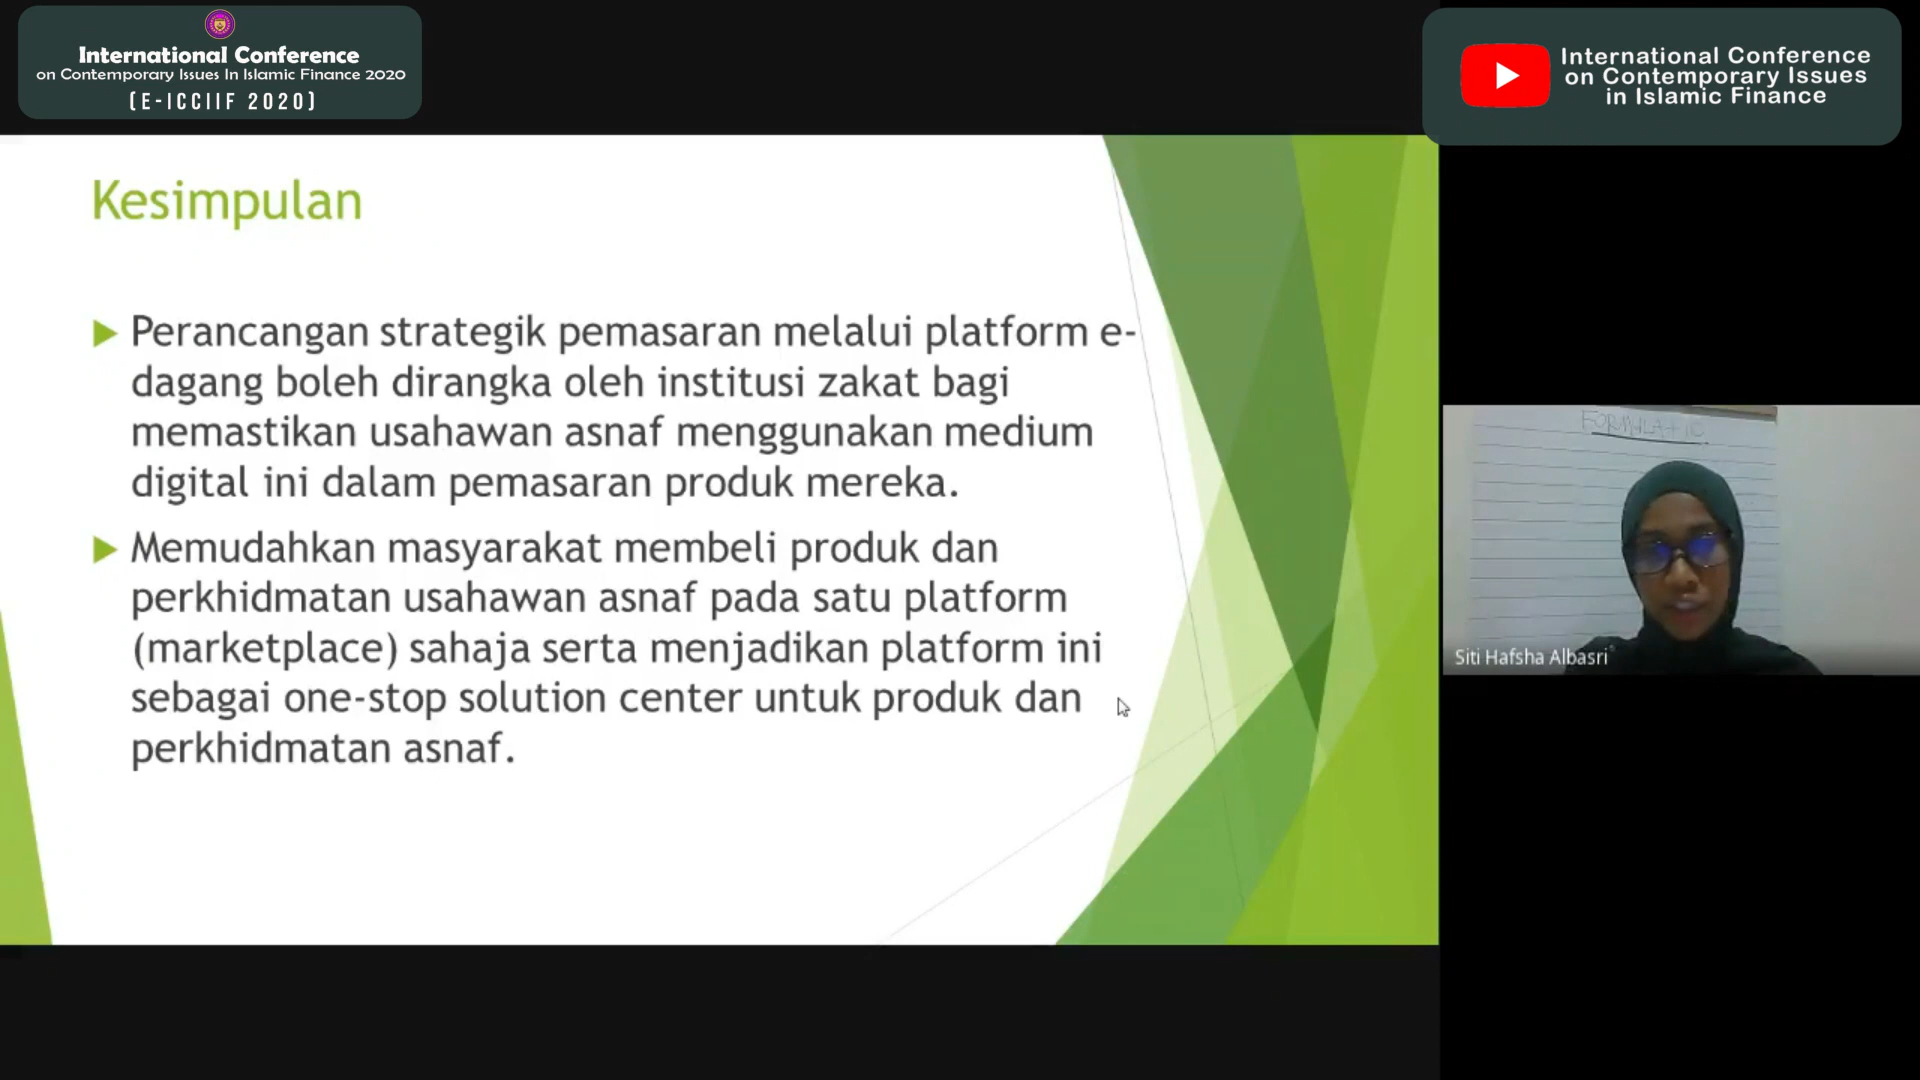 International Conference
on Contemporary Issues In Islamic Finance 2020
(E-ICCIIF 2020)
International Conference
on Contemporary Issues
in Islamic Finance
Kesimpulan
Perancangan strategik pemasaran melalui platform e-
dagang boleh dirangka oleh institusi zakat bagi
memastikan usahawan asnaf menggunakan medium
digital ini dalam pemasaran produk mereka.
Memudahkan masyarakat membeli produk dan
perkhidmatan usahawan asnaf pada satu platform
(marketplace) sahaja serta menjadikan platform ini
sebagai one-stop solution center untuk produk dan
perkhidmatan asnaf.
Siti Hafsha Albasri